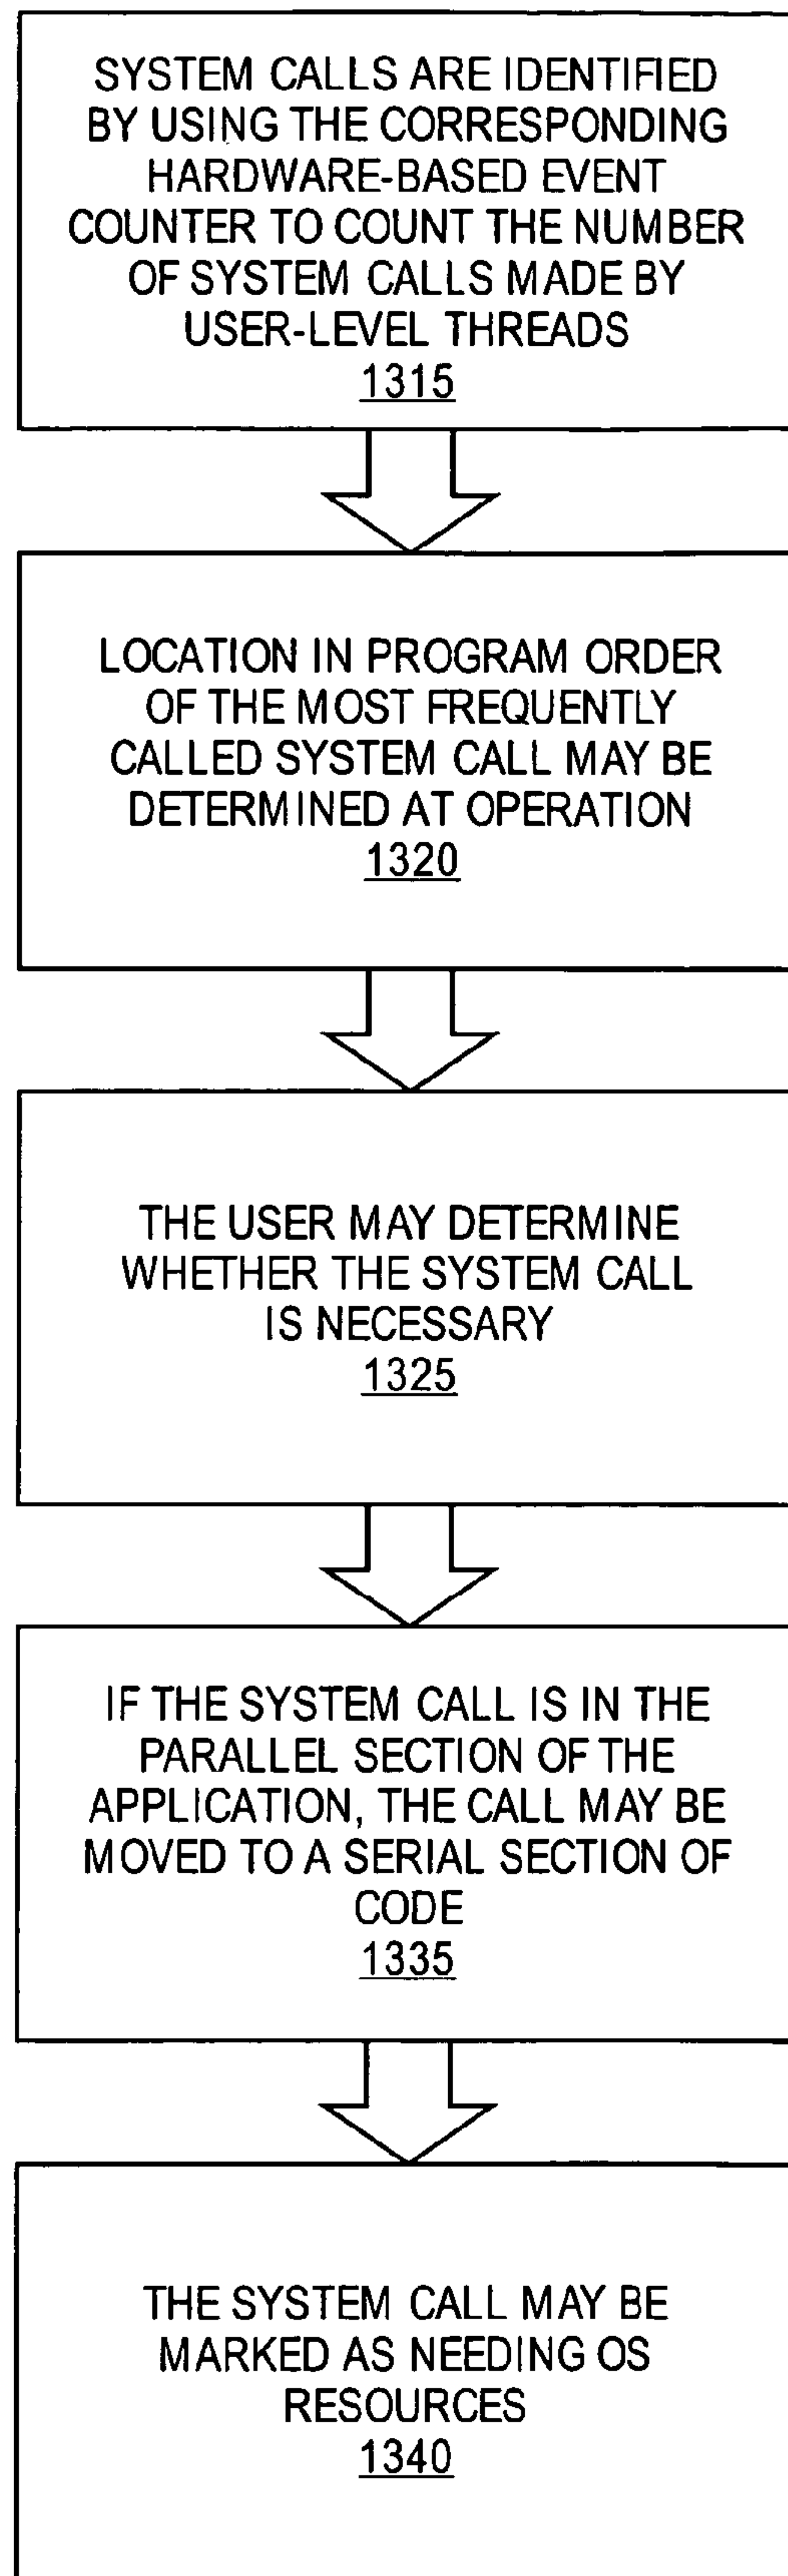 SYSTEM CALLS ARE IDENTIFIED
BY USING THE CORRESPONDING
HARDWARE-BASED EVENT
COUNTER TO COUNT THE NUMBER
OF SYSTEM CALLS MADE BY
USER-LEVEL THREADS
1315
LOCATION IN PROGRAM ORDER
OF THE MOST FREQUENTLY
CALLED SYSTEM CALL MAY BE
DETERMINED AT OPERATION
1320
THE USER MAY DETERMINE
WHETHER THE SYSTEM CALL
IS NECESSARY
1325
IF THE SYSTEM CALL IS IN THE
PARALLEL SECTION OF THE
APPLICATION, THE CALL MAY BE
MOVED TO A SERIAL SECTION OF
CODE
1335
THE SYSTEM CALL MAY BE
MARKED AS NEEDING OS
RESOURCES
1340